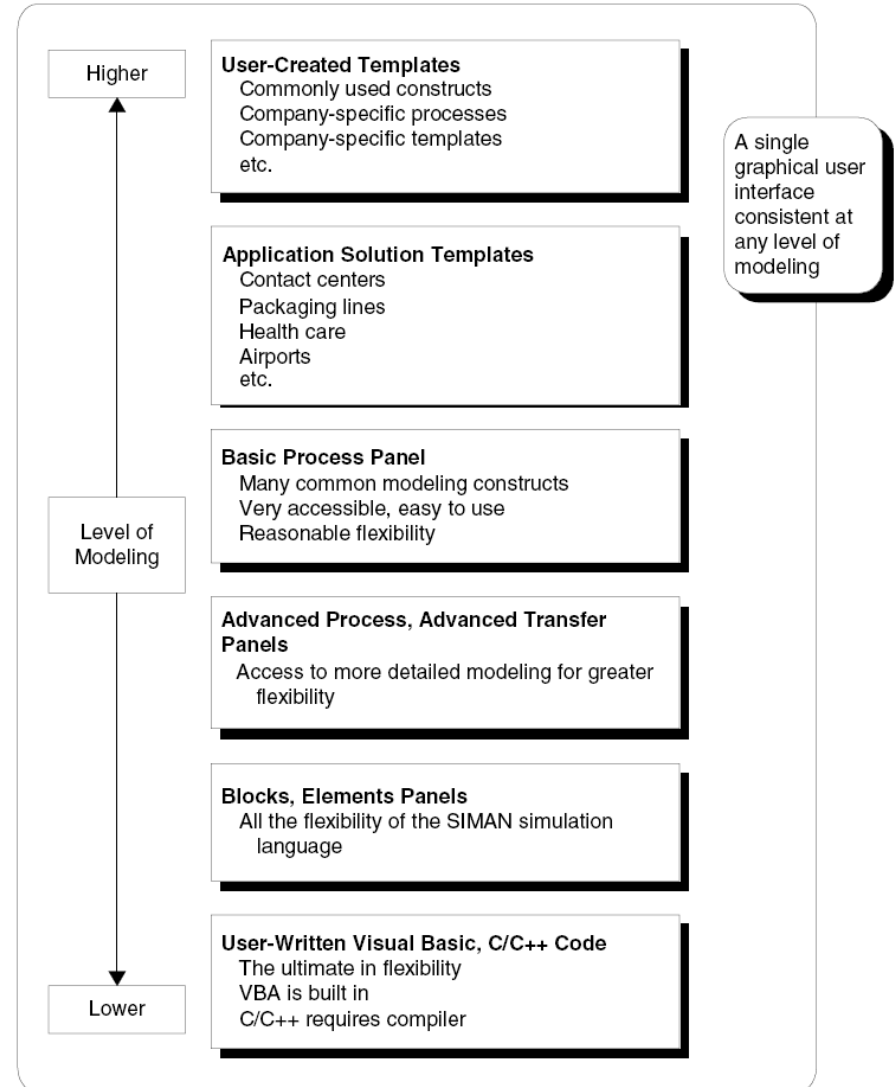 Higher
User-Created Templates
Commonly used constructs
Company-specific processes
Company-specific templates
etc.
A single
graphical user
interface
consistent at
any level of
modeling
Application Solution Templates
Contact centers
Packaging lines
Health care
Airports
etc.
Basic Process Panel
Many common modeling constructs
Very accessible, easy to use
Reasonable flexibility
Level of
Modeling
Advanced Process, Advanced Transfer
Panels
Access to more detailed modeling for greater
flexibility
Blocks, Elements Panels
All the flexibility of the SIMAN simulation
language
User-Written Visual Basic, C/C++ Code
The ultimate in flexibility
VBA is built in
C/C++ requires compiler
Lower